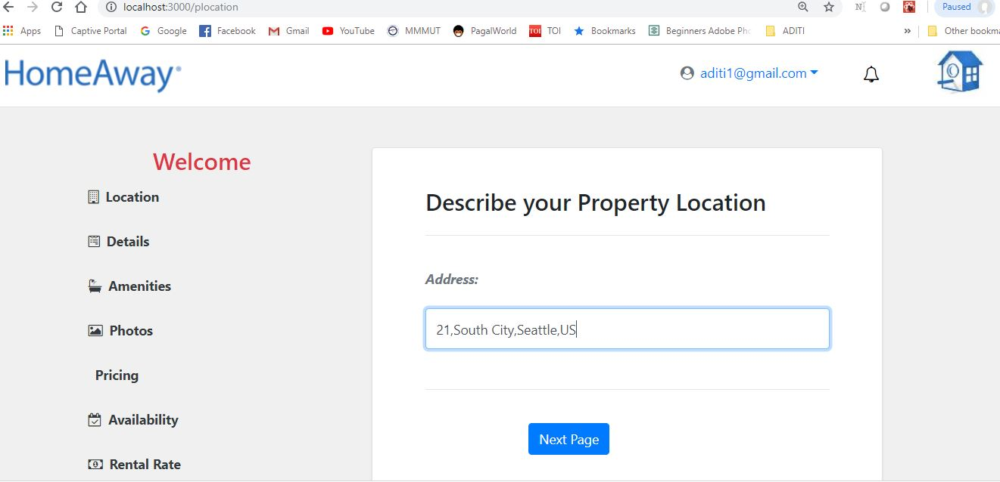 localhost:3000/plocation
Paused
Apps
Captive Portal
Google
Facebook
Gmail
YouTube
MMMUT
PagalWorld
TOI TOI
Bookmarks
Beginners Adobe Pho
ADITI
»
Other bookma
HomeAway®
aditi1@gmail.com
Welcome
Location
Details
Amenities
Photos
Pricing
Availability
Rental Rate
Describe your Property Location
Address:
21,South City,Seattle,US
Next Page